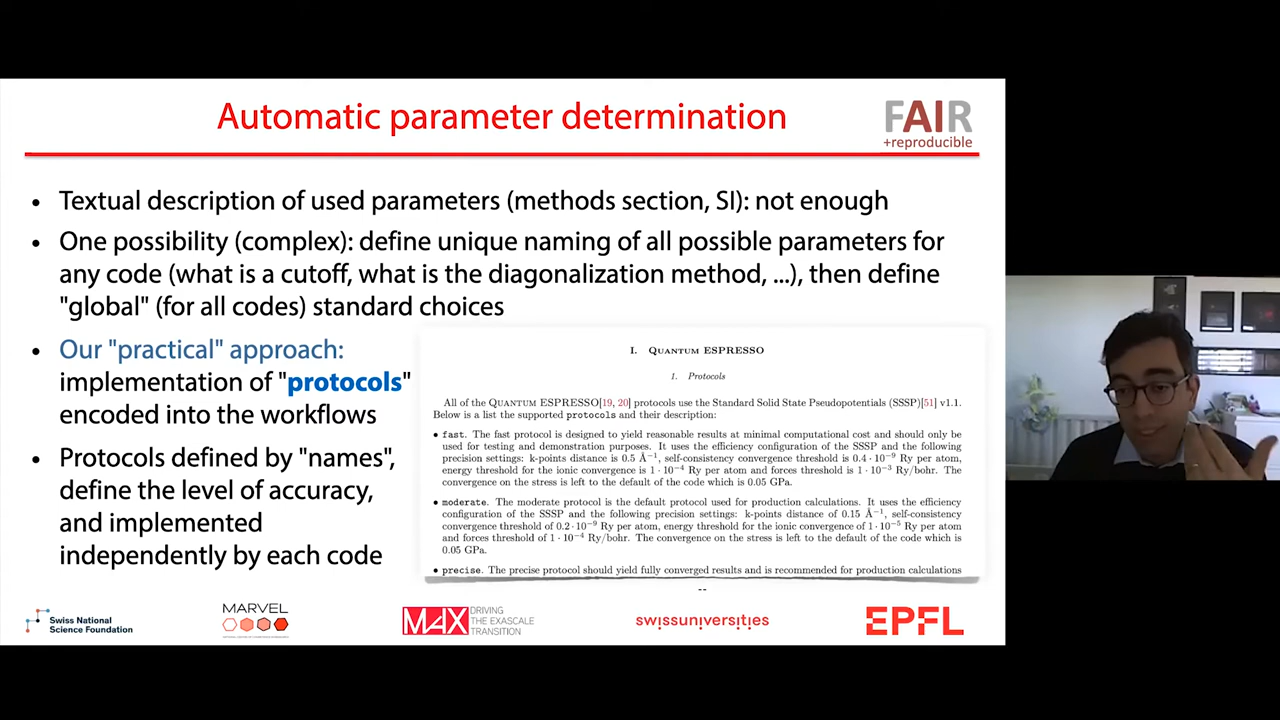 Automatic parameter determination
FAIR
+reproducible
• Textual description of used parameters (methods section, SI): not enough
• One possibility (complex): define unique naming of all possible parameters for
any code (what is a cutoff, what is the diagonalization method, ...), then define
"global" (for all codes) standard choices
• Our "practical" approach:
implementation of "protocols"
encoded into the workflows
• Protocols defined by "names",
define the level of accuracy,
and implemented
independently by each code
I. QUANTUM ESPRESSO
1. Protocols
All of the QUANTUM ESPRESSO[19, 20] protocols use the Standard Solid State Pseudopotentials (SSSP)[51] v1.1.
Below is a list the supported protocols and their description:
• fast. The fast protocol is designed to yield reasonable results at minimal computational cost and should only be
used for testing and demonstration purposes. It uses the efficiency configuration of the SSSP and the following
precision settings: k-points distance is 0.5 Å⁻¹, self-consistency convergence threshold is 0.4·10⁻⁹ Ry per atom,
energy threshold for the ionic convergence is 1·10⁻⁴ Ry per atom and forces threshold is 1·10⁻³ Ry/bohr. The
convergence on the stress is left to the default of the code which is 0.05 GPa.
• moderate. The moderate protocol is the default protocol used for production calculations. It uses the efficiency
configuration of the SSSP and the following precision settings: k-points distance of 0.15 Å⁻¹, self-consistency
convergence threshold of 0.2·10⁻⁹ Ry per atom, energy threshold for the ionic convergence of 1·10⁻⁵ Ry per atom
and forces threshold of 1·10⁻⁴ Ry/bohr. The convergence on the stress is left to the default of the code which is
0.05 GPa.
• precise. The precise protocol should yield fully converged results and is recommended for production calculations
Swiss National
Science Foundation
MARVEL
MAX
DRIVING
THE EXASCALE
TRANSITION
swissuniversities
EPFL